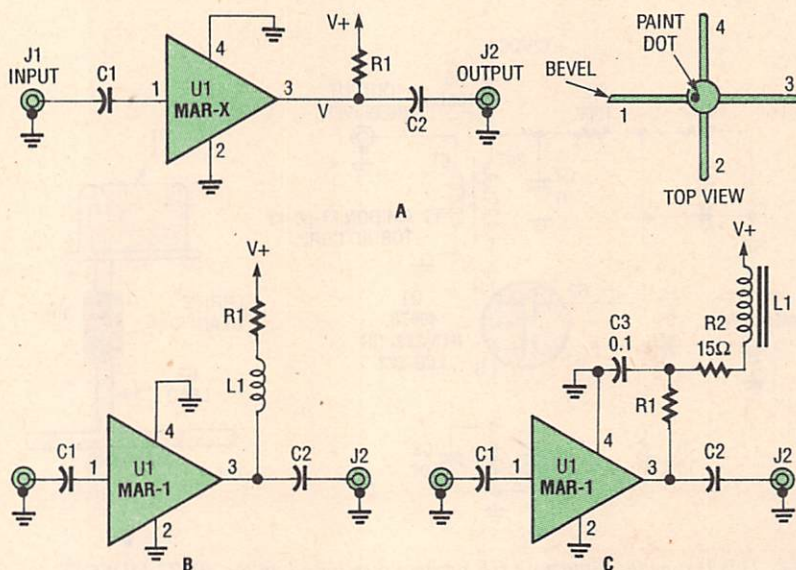 J1
INPUT
C1
1
U1
MAR-X
4
2
3
V
V+
R1
C2
J2
OUTPUT
PAINT
DOT
BEVEL
4
3
1
2
TOP VIEW
A
V+
R1
L1
C1
1
U1
MAR-1
4
2
3
C2
J2
B
V+
L1
C3
0.1
R2
15Ω
R1
C1
1
U1
MAR-1
4
2
3
C2
J2
C